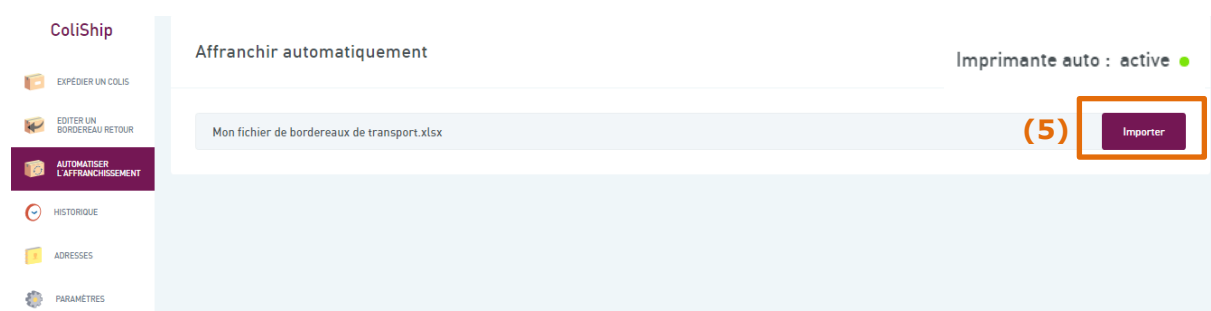 ColiShip
Affranchir automatiquement
Imprimante auto : active
EXPÉDIER UN COLIS
EDITER UN
BORDEREAU RETOUR
Mon fichier de bordereaux de transport.xlsx
(5)
Importer
AUTOMATISER
L'AFFRANCHISSEMENT
HISTORIQUE
ADRESSES
PARAMÈTRES